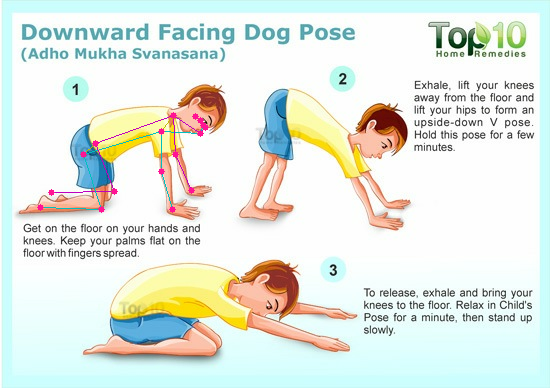 Downward Facing Dog Pose
(Adho Mukha Svanasana)
Top10
Home Remedies
1
2
Exhale, lift your knees
away from the floor and
lift your hips to form an
upside-down V pose.
Hold this pose for a few
minutes.
Get on the floor on your hands and
knees. Keep your palms flat on the
floor with fingers spread.
3
To release, exhale and bring your
knees to the floor. Relax in Child's
Pose for a minute, then stand up
slowly.
Top10
Top10